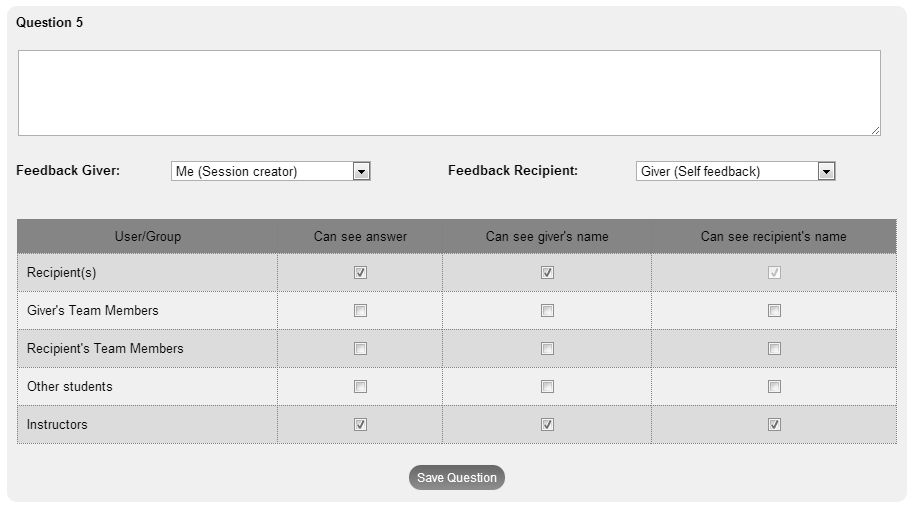 Question 5
Feedback Giver: Me (Session creator) Feedback Recipient: Giver (Self feedback)
User/Group Can see answer Can see giver's name Can see recipient's name
Recipient(s)
Giver's Team Members
Recipient's Team Members
Other students
Instructors
Save Question